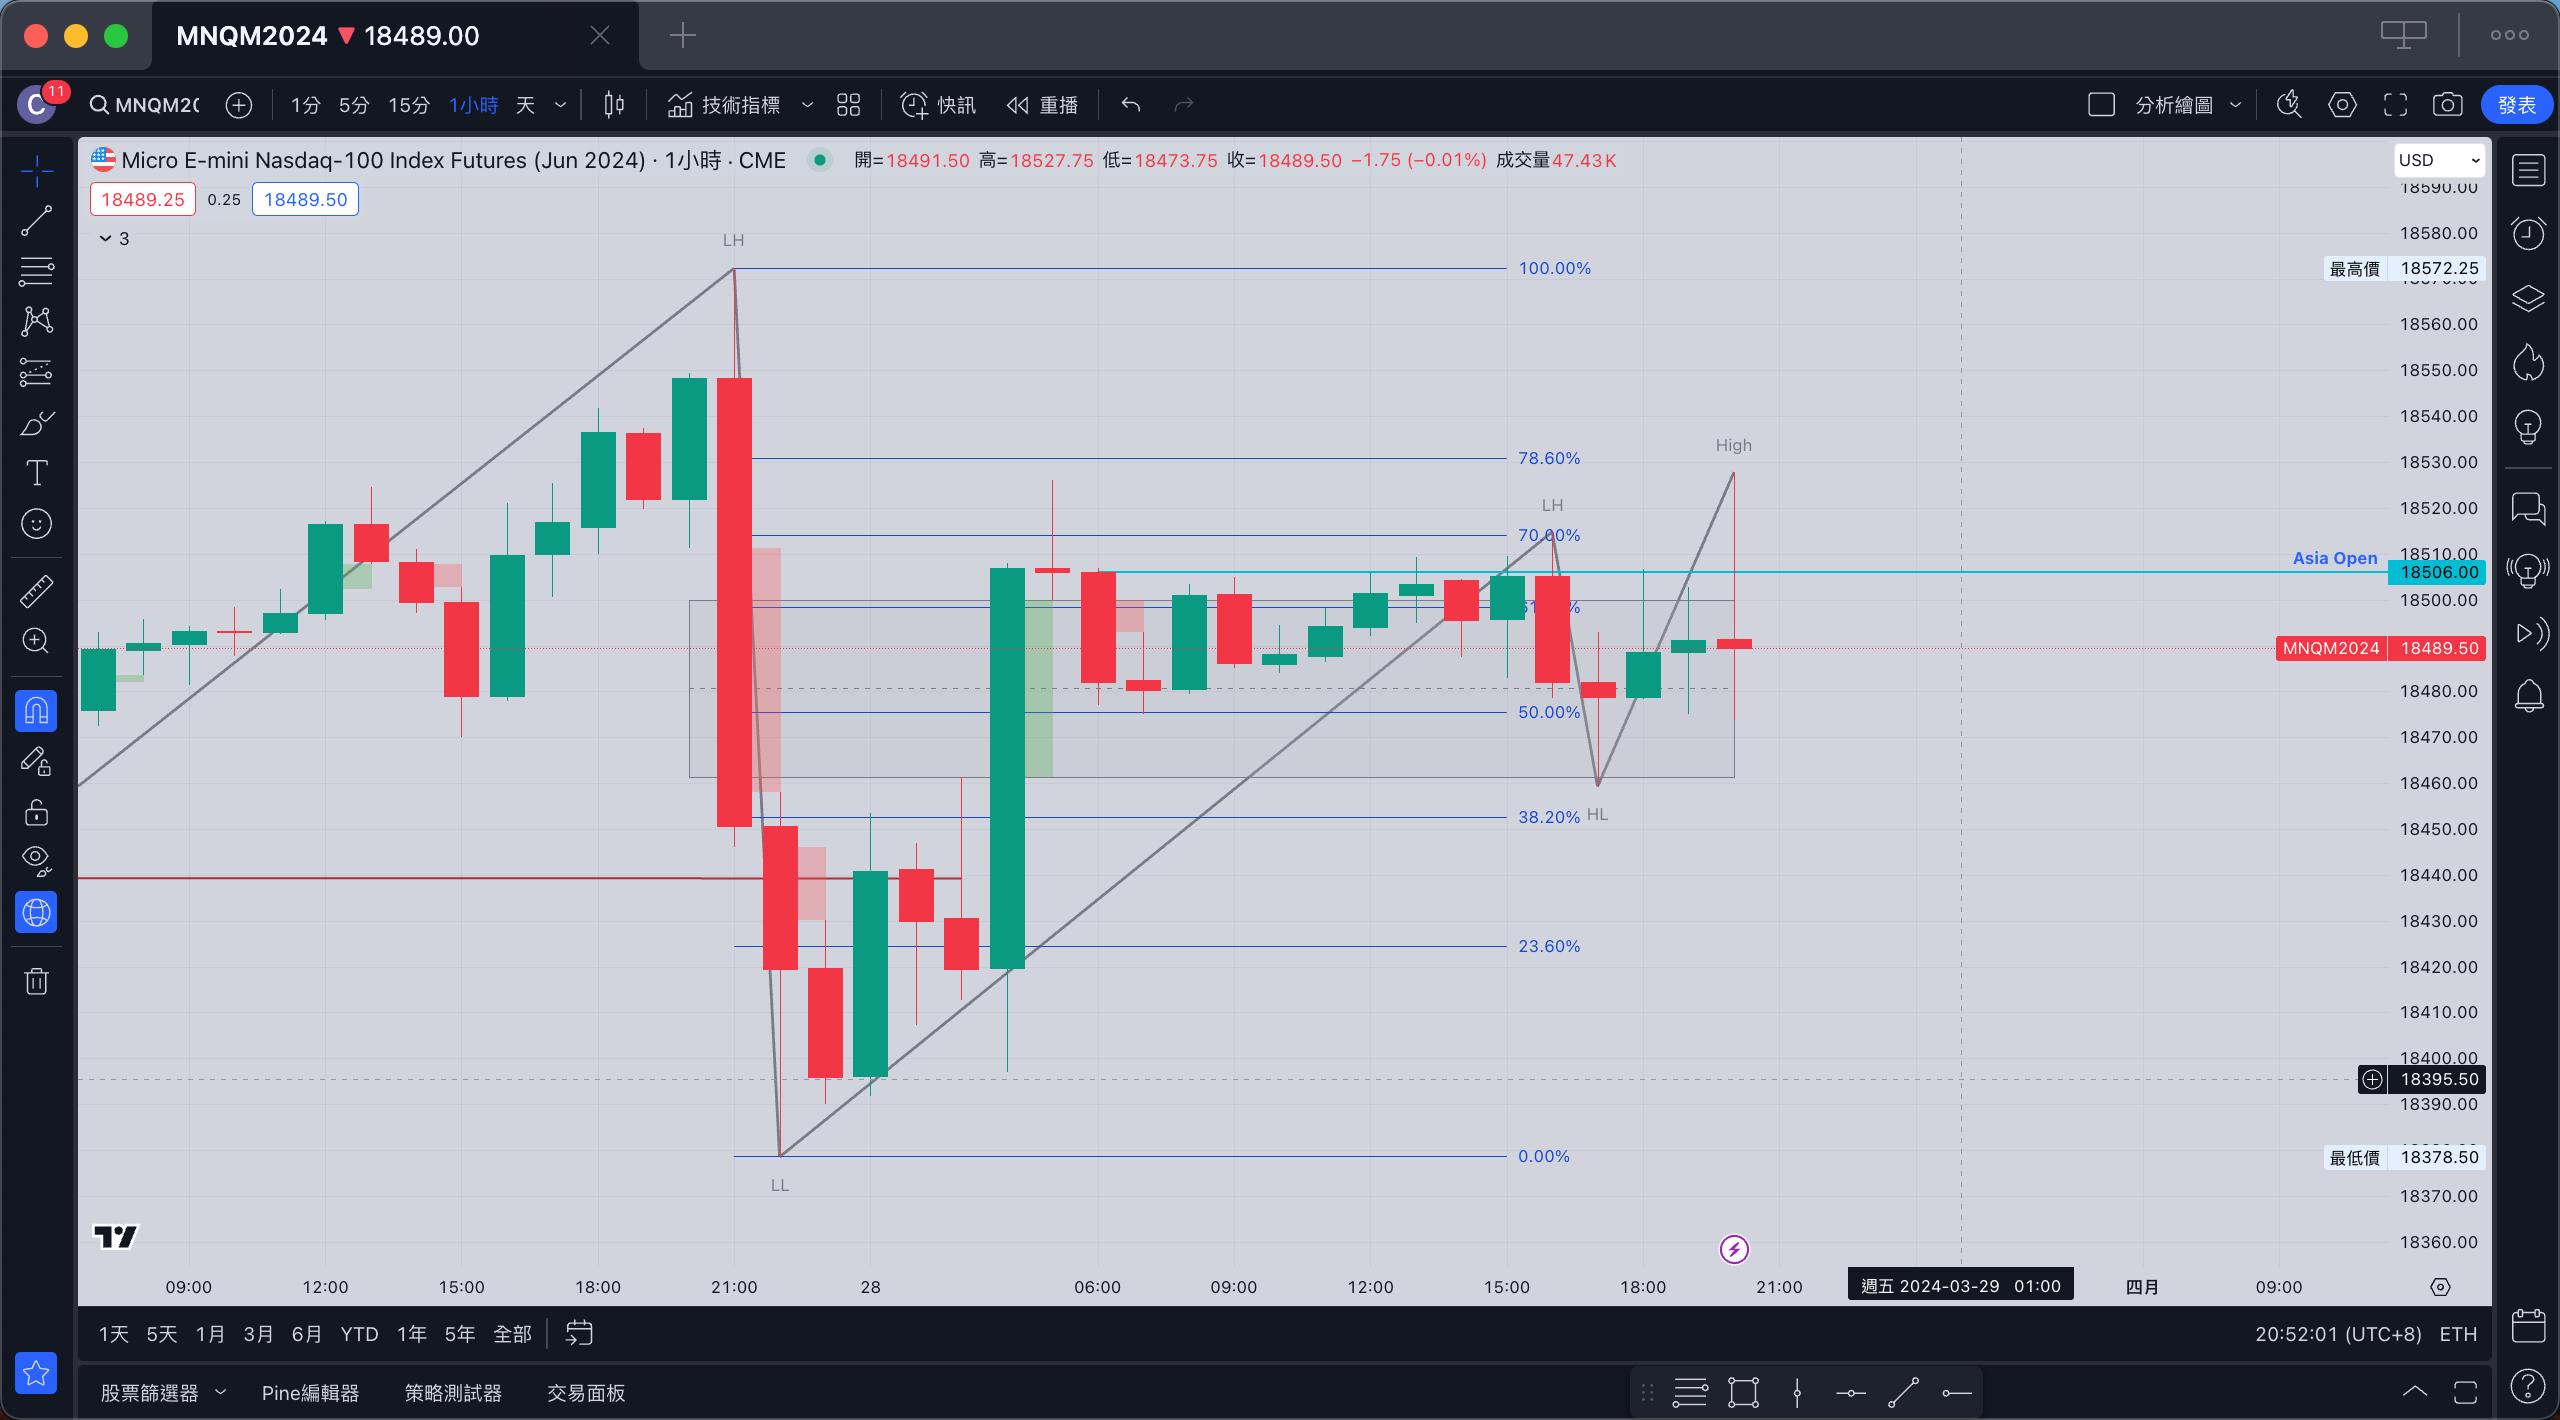 MNQM2024 ▼ 18489.00
C 11 MNQM20 1分 5分 15分 1小時 天 技術指標 快訊 重播 分析繪圖 發表
Micro E-mini Nasdaq-100 Index Futures (Jun 2024) · 1小時 · CME 開=18491.50 高=18527.75 低=18473.75 收=18489.50 −1.75 (−0.01%) 成交量47.43K
USD
18489.25 0.25 18489.50
3
18590.00
18580.00
最高價 18572.25
18560.00
18550.00
18540.00
18530.00
18520.00
18510.00
Asia Open 18506.00
18500.00
MNQM2024 18489.50
18480.00
18470.00
18460.00
18450.00
18440.00
18430.00
18420.00
18410.00
18400.00
18395.50
18390.00
最低價 18378.50
18370.00
18360.00
LH
100.00%
High
78.60%
LH
70.00%
50.00%
38.20%
HL
23.60%
0.00%
LL
09:00 12:00 15:00 18:00 21:00 28 06:00 09:00 12:00 15:00 18:00 21:00 週五 2024-03-29 01:00 四月 09:00
1天 5天 1月 3月 6月 YTD 1年 5年 全部 20:52:01 (UTC+8) ETH
股票篩選器 Pine編輯器 策略測試器 交易面板